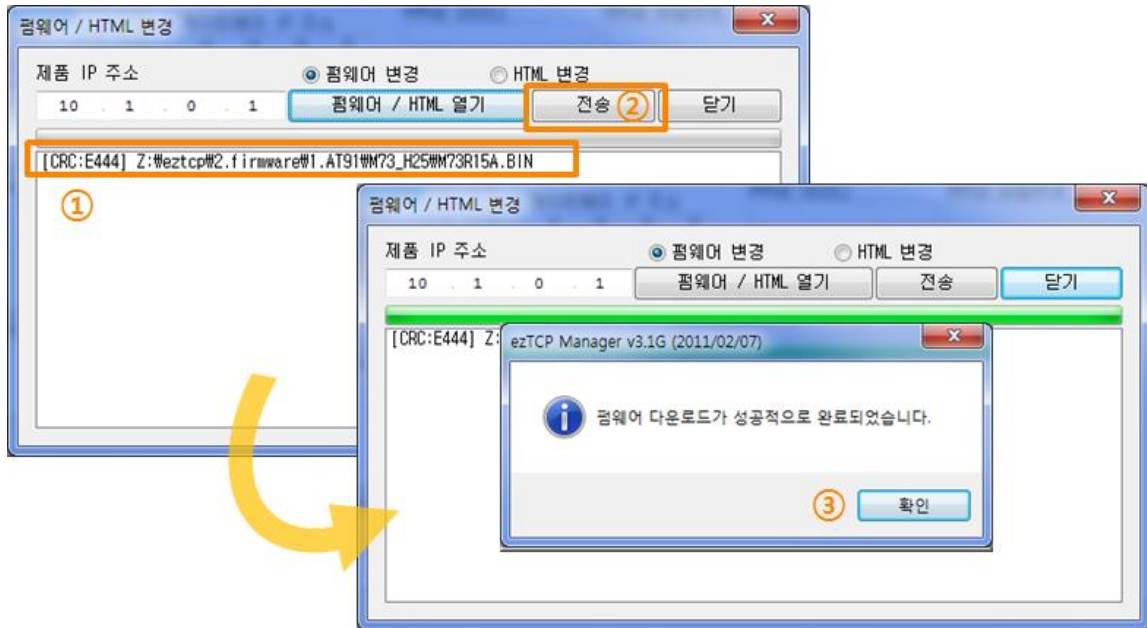 펌웨어 / HTML 변경
제품 IP 주소
펌웨어 변경
HTML 변경
10 . 1 . 0 . 1
펌웨어 / HTML 열기
전송
②
닫기
[CRC:E444] Z:₩eztcp₩2.firmware₩1.AT91₩M73_H25₩M73R15A.BIN
①
펌웨어 / HTML 변경
제품 IP 주소
펌웨어 변경
HTML 변경
10 . 1 . 0 . 1
펌웨어 / HTML 열기
전송
닫기
[CRC:E444] Z:
ezTCP Manager v3.1G (2011/02/07)
펌웨어 다운로드가 성공적으로 완료되었습니다.
③
확인